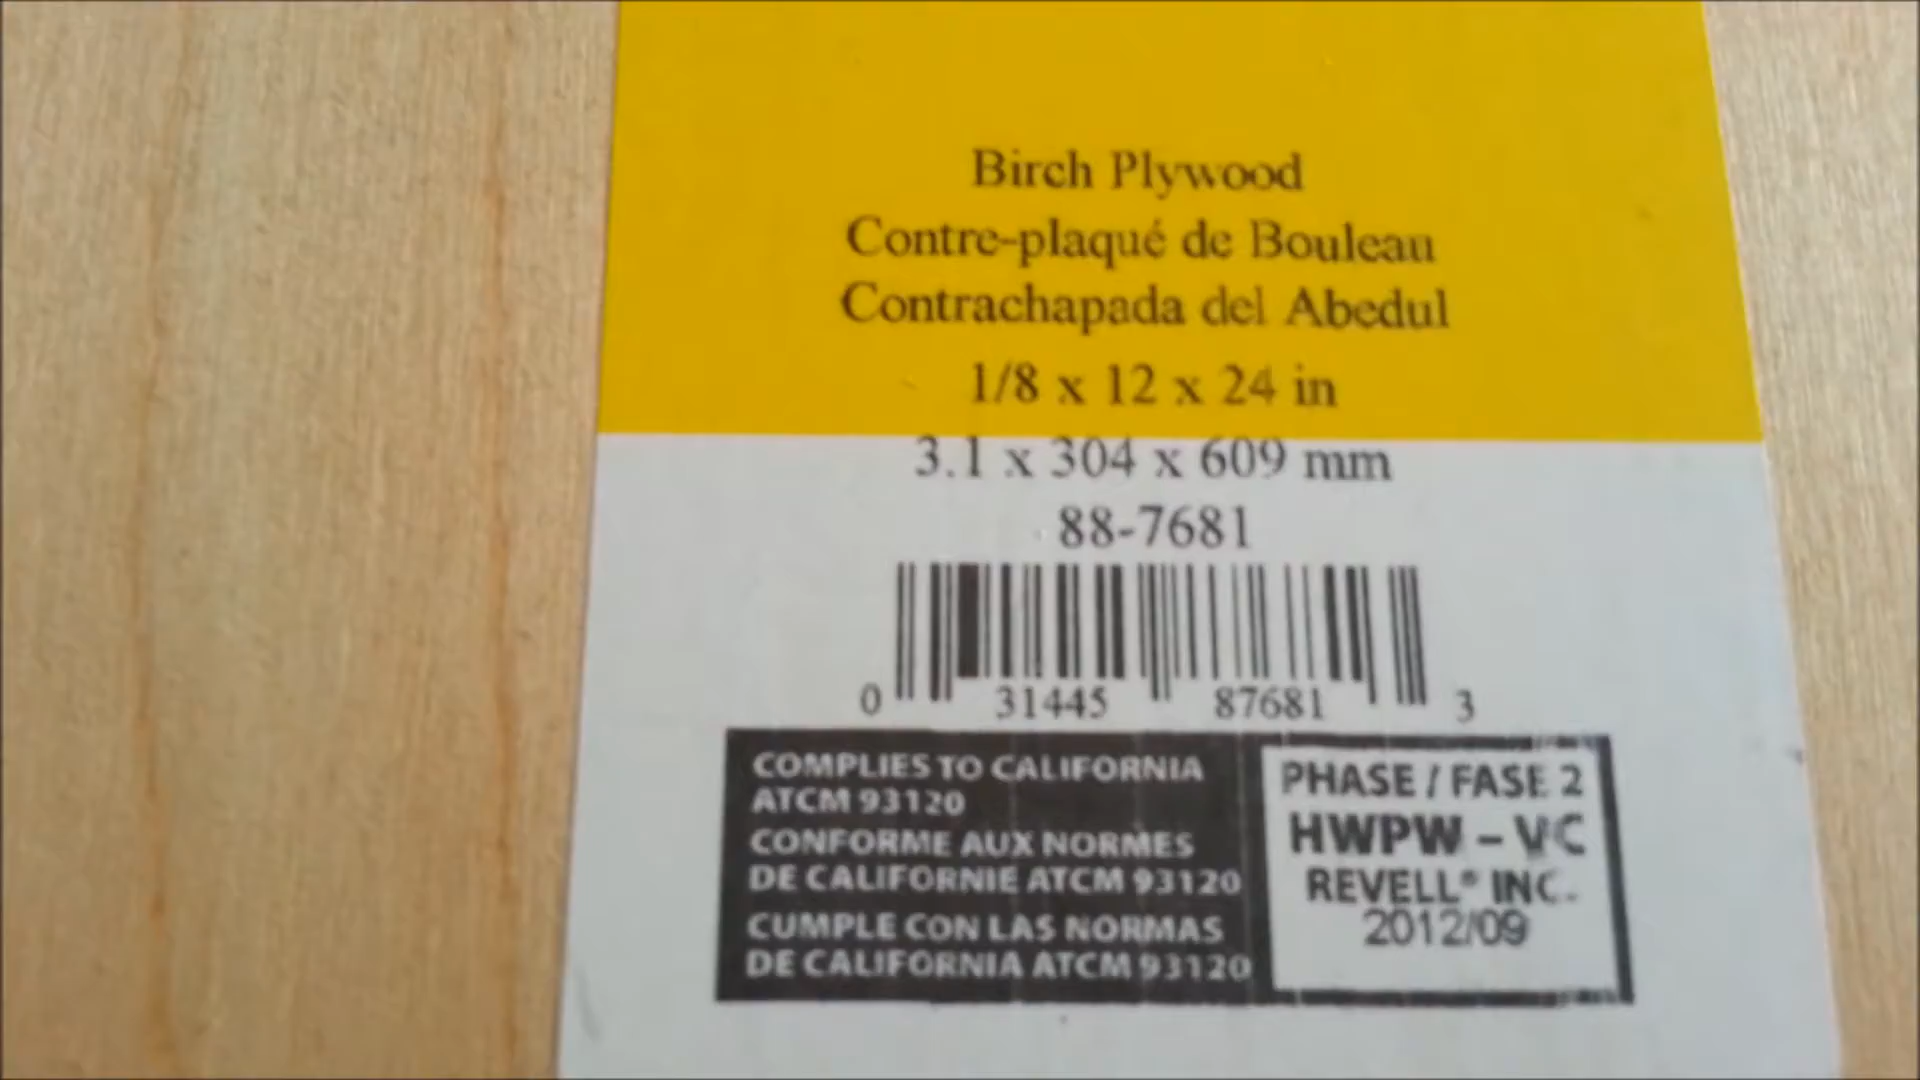 Birch Plywood
Contre-plaqué de Bouleau
Contrachapada del Abedul
1/8 x 12 x 24 in
3.1 x 304 x 609 mm
88-7681
0 31445 87681 3
COMPLIES TO CALIFORNIA
ATCM 93120
CONFORME AUX NORMES
DE CALIFORNIE ATCM 93120
CUMPLE CON LAS NORMAS
DE CALIFORNIA ATCM 93120
PHASE / FASE 2
HWPW – VC
REVELL® INC.
2012/09